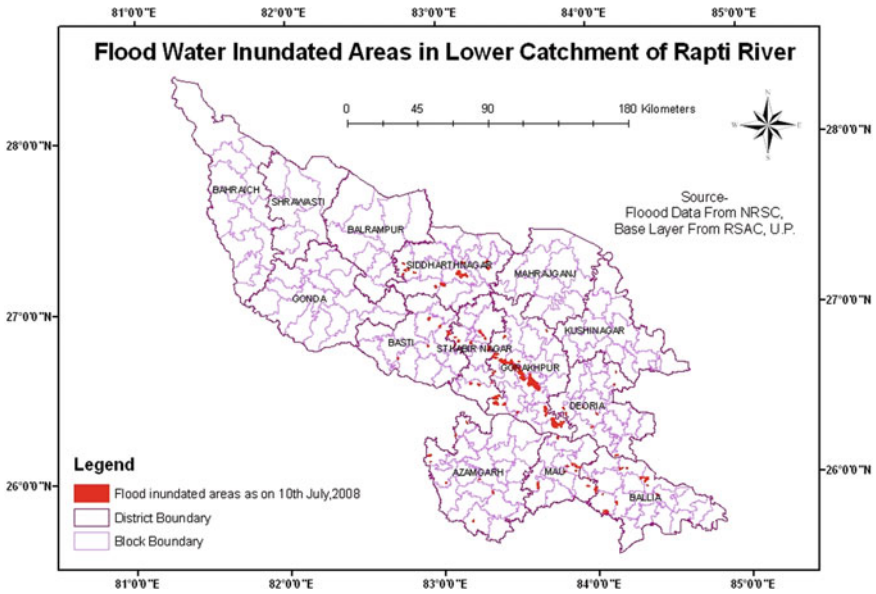 81°0'0"E 82°0'0"E 83°0'0"E 84°0'0"E 85°0'0"E
Flood Water Inundated Areas in Lower Catchment of Rapti River
0 45 90 180 Kilometers
N
W E
S
28°0'0"N 28°0'0"N
BAHRAICH
SHRAWASTI
Source-
Floood Data From NRSC,
Base Layer From RSAC, U.P.
BALRAMPUR
SIDDHARTHNAGAR
MAHRAJGANJ
GONDA
27°0'0"N 27°0'0"N
KUSHINAGAR
BASTI
ST.KABIR NAGAR
GORAKHPUR
DEORIA
AZAMGARH
MAU
BALLIA
26°0'0"N 26°0'0"N
Legend
Flood inundated areas as on 10th July,2008
District Boundary
Block Boundary
81°0'0"E 82°0'0"E 83°0'0"E 84°0'0"E 85°0'0"E